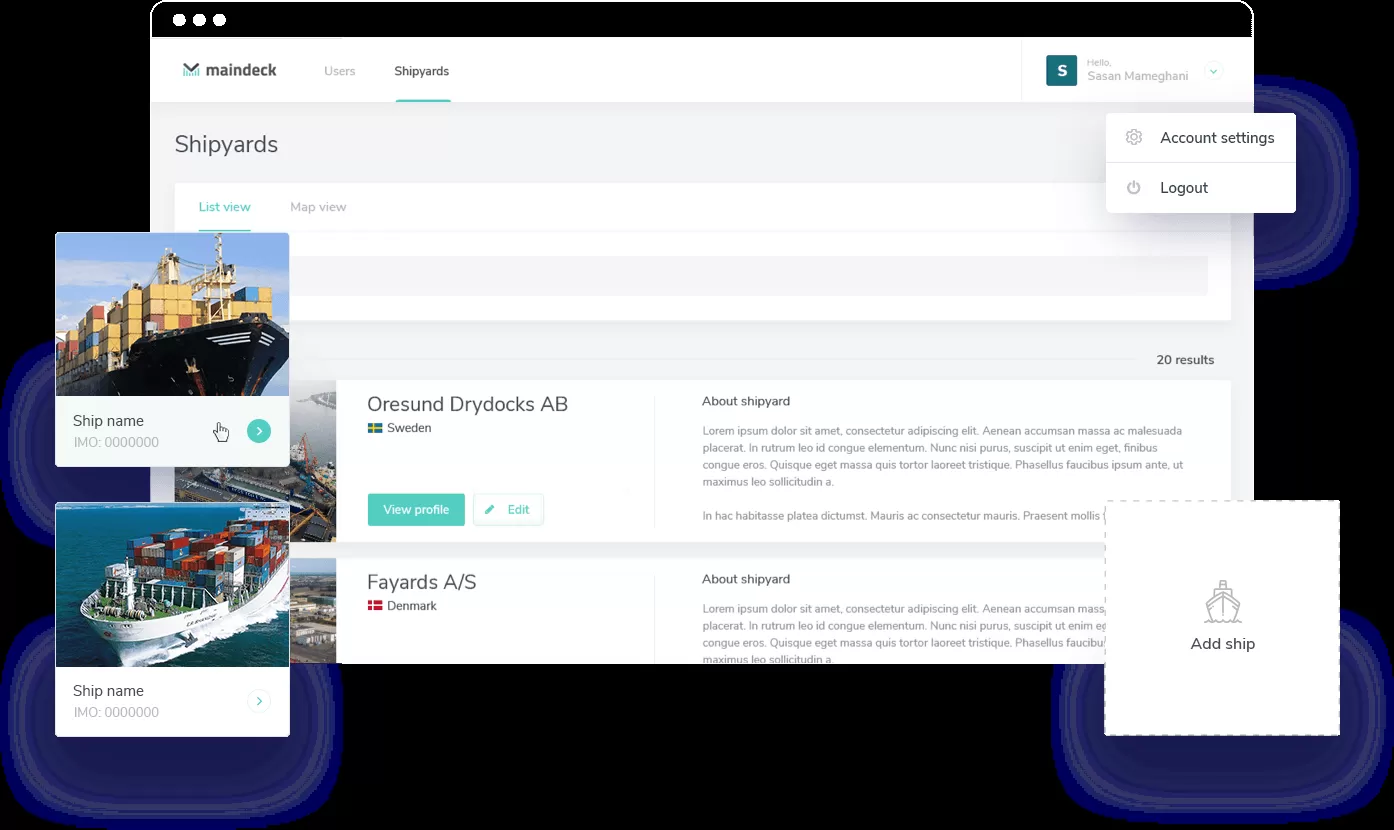 maindeck
Users
Shipyards
S
Hello,
Sasan Mameghani
Account settings
Logout
Shipyards
List view
Map view
20 results
Ship name
IMO: 0000000
Oresund Drydocks AB
Sweden
View profile
Edit
About shipyard
Lorem ipsum dolor sit amet, consectetur adipiscing elit. Aenean accumsan massa ac malesuada
placerat. In rutrum leo id congue elementum. Nunc nisi purus, suscipit ut enim eget, finibus
congue eros. Quisque eget massa quis tortor laoreet tristique. Phasellus faucibus ipsum ante, ut
maximus leo sollicitudin a.
In hac habitasse platea dictumst. Mauris ac consectetur mauris. Praesent mollis
Ship name
IMO: 0000000
Fayards A/S
Denmark
About shipyard
Lorem ipsum dolor sit amet, consectetur adipiscing elit. Aenean accumsan mass
placerat. In rutrum leo id congue elementum. Nunc nisi purus, suscipit ut enim eg
congue eros. Quisque eget massa quis tortor laoreet tristique. Phasellus faucibu
maximus leo sollicitudin a.
Add ship